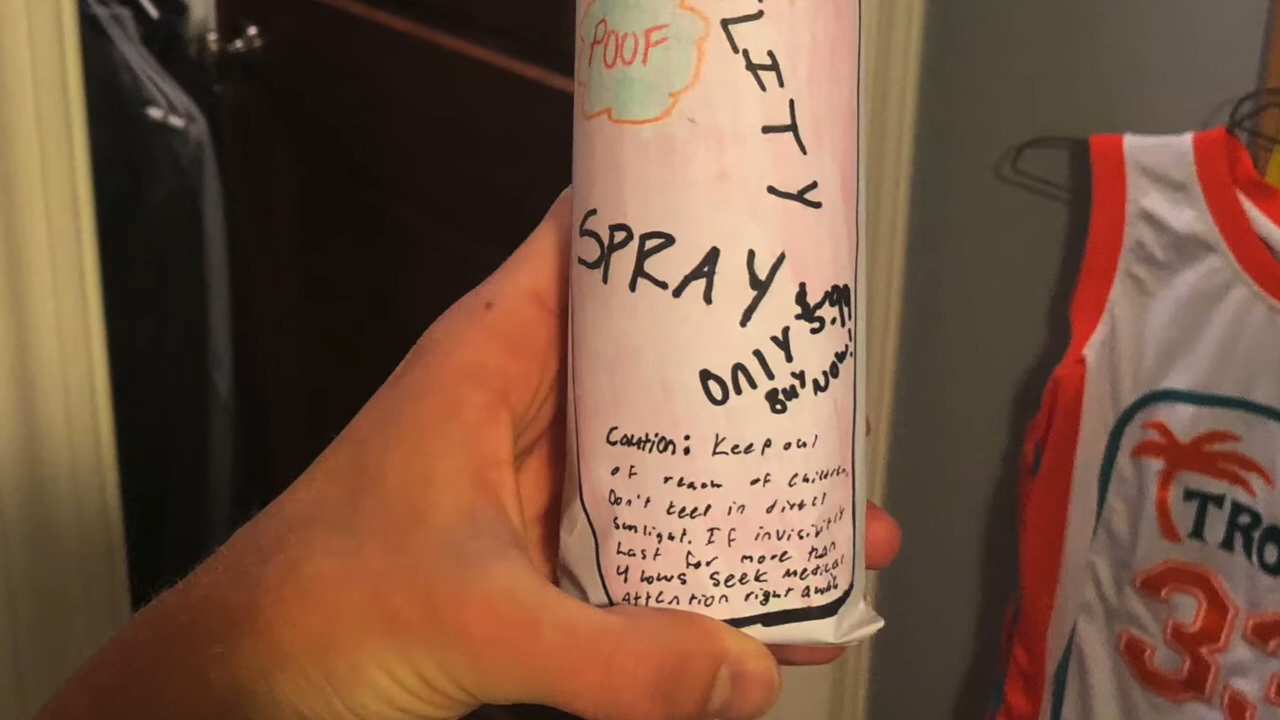 POOF
LITY
SPRAY
ONLY $5.99
BUY NOW!
Caution: Keep out
of reach of children.
Don't keep in direct
sunlight. If invisibility
Last for more than
4 hours seek medical
Attention right away
TRO
33